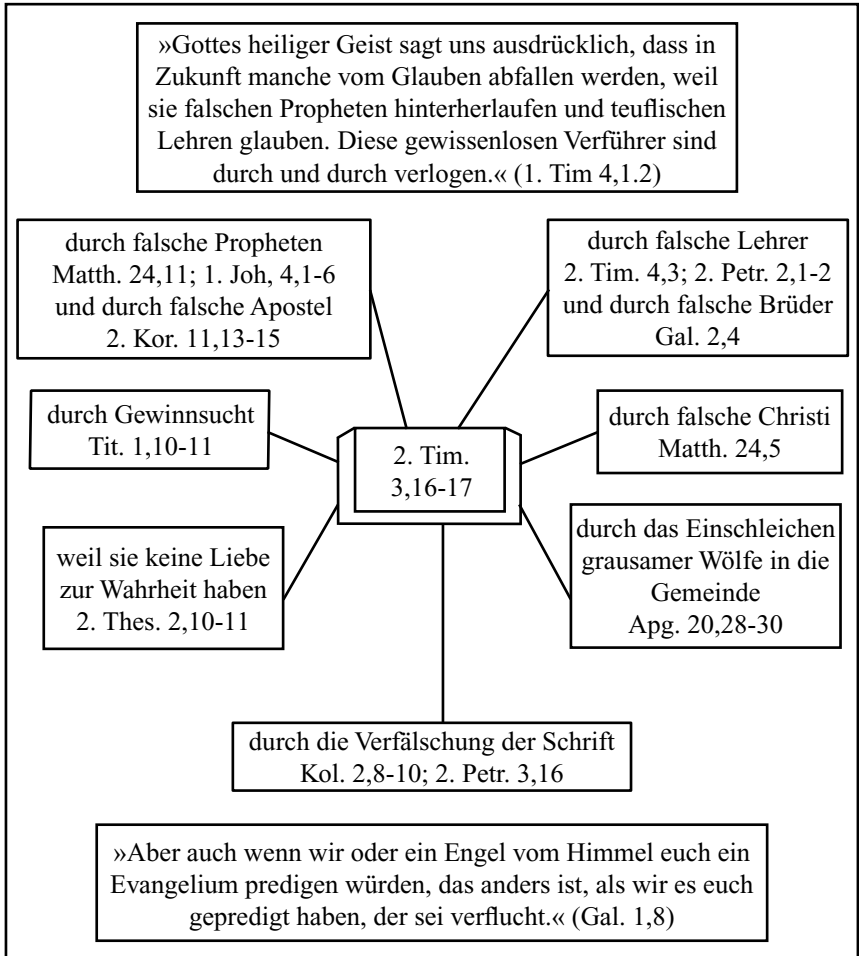 »Gottes heiliger Geist sagt uns ausdrücklich, dass in
Zukunft manche vom Glauben abfallen werden, weil
sie falschen Propheten hinterherlaufen und teuflischen
Lehren glauben. Diese gewissenlosen Verführer sind
durch und durch verlogen.« (1. Tim 4,1.2)
durch falsche Propheten
Matth. 24,11; 1. Joh, 4,1-6
und durch falsche Apostel
2. Kor. 11,13-15
durch falsche Lehrer
2. Tim. 4,3; 2. Petr. 2,1-2
und durch falsche Brüder
Gal. 2,4
durch Gewinnsucht
Tit. 1,10-11
2. Tim.
3,16-17
durch falsche Christi
Matth. 24,5
weil sie keine Liebe
zur Wahrheit haben
2. Thes. 2,10-11
durch das Einschleichen
grausamer Wölfe in die
Gemeinde
Apg. 20,28-30
durch die Verfälschung der Schrift
Kol. 2,8-10; 2. Petr. 3,16
»Aber auch wenn wir oder ein Engel vom Himmel euch ein
Evangelium predigen würden, das anders ist, als wir es euch
gepredigt haben, der sei verflucht.« (Gal. 1,8)